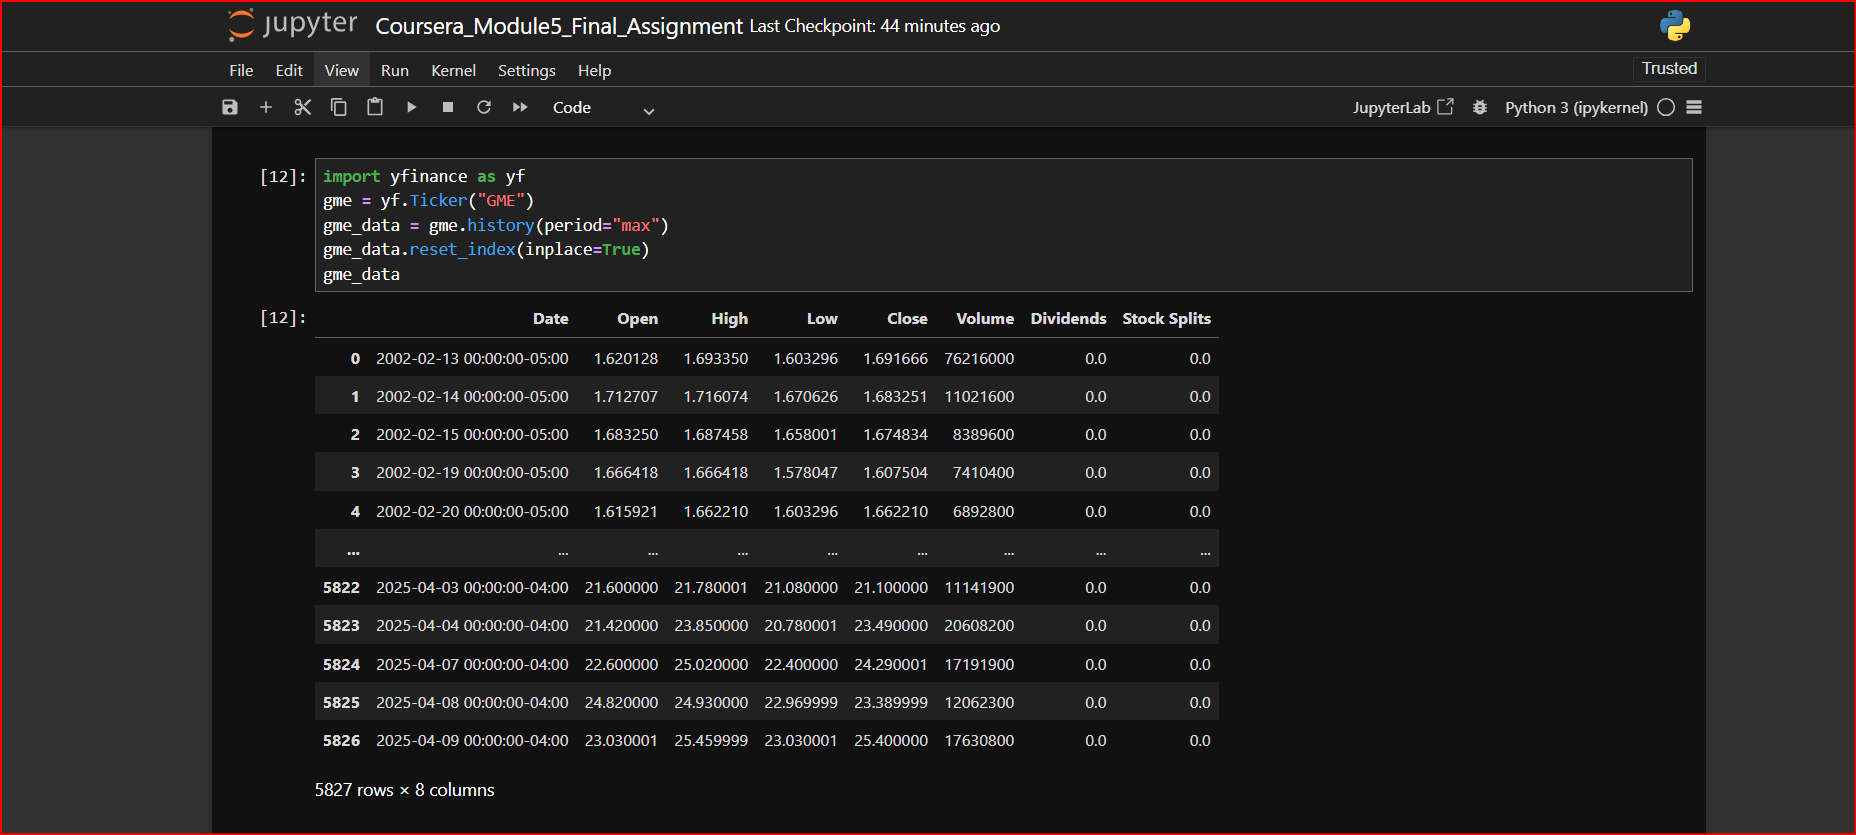 jupyter Coursera_Module5_Final_Assignment Last Checkpoint: 44 minutes ago
File Edit View Run Kernel Settings Help Trusted
Code JupyterLab Python 3 (ipykernel)
[12]: import yfinance as yf
gme = yf.Ticker("GME")
gme_data = gme.history(period="max")
gme_data.reset_index(inplace=True)
gme_data
[12]: Date Open High Low Close Volume Dividends Stock Splits
0 2002-02-13 00:00:00-05:00 1.620128 1.693350 1.603296 1.691666 76216000 0.0 0.0
1 2002-02-14 00:00:00-05:00 1.712707 1.716074 1.670626 1.683251 11021600 0.0 0.0
2 2002-02-15 00:00:00-05:00 1.683250 1.687458 1.658001 1.674834 8389600 0.0 0.0
3 2002-02-19 00:00:00-05:00 1.666418 1.666418 1.578047 1.607504 7410400 0.0 0.0
4 2002-02-20 00:00:00-05:00 1.615921 1.662210 1.603296 1.662210 6892800 0.0 0.0
... ... ... ... ... ... ... ... ...
5822 2025-04-03 00:00:00-04:00 21.600000 21.780001 21.080000 21.100000 11141900 0.0 0.0
5823 2025-04-04 00:00:00-04:00 21.420000 23.850000 20.780001 23.490000 20608200 0.0 0.0
5824 2025-04-07 00:00:00-04:00 22.600000 25.020000 22.400000 24.290001 17191900 0.0 0.0
5825 2025-04-08 00:00:00-04:00 24.820000 24.930000 22.969999 23.389999 12062300 0.0 0.0
5826 2025-04-09 00:00:00-04:00 23.030001 25.459999 23.030001 25.400000 17630800 0.0 0.0
5827 rows × 8 columns